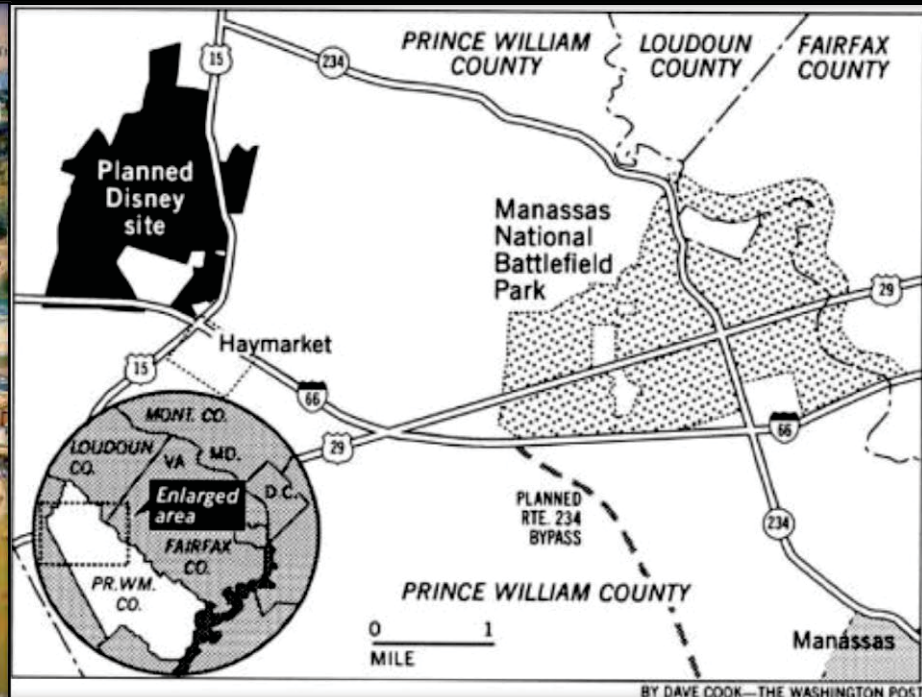 PRINCE WILLIAM
COUNTY
LOUDOUN
COUNTY
FAIRFAX
COUNTY
15
234
Planned
Disney
site
Manassas
National
Battlefield
Park
29
Haymarket
15
66
29
66
MONT. CO.
LOUDOUN
CO.
VA
MD.
D.C.
Enlarged
area
FAIRFAX
CO.
PR.WM.
CO.
PLANNED
RTE. 234
BYPASS
234
PRINCE WILLIAM COUNTY
0 1
MILE
Manassas
BY DAVE COOK—THE WASHINGTON POST